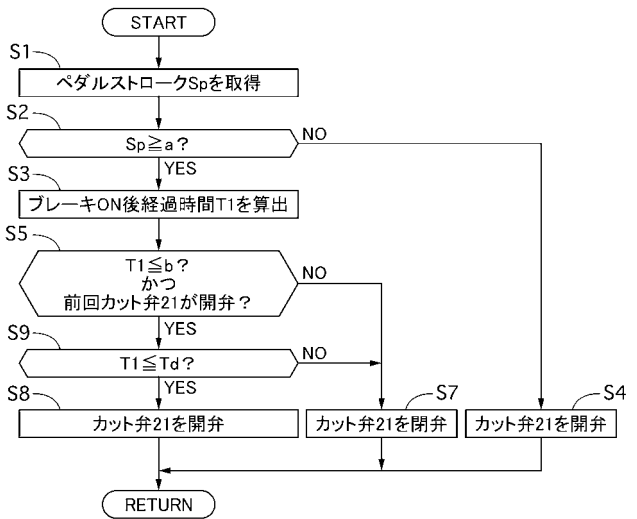 START
S1
ペダルストロークSpを取得
S2
Sp≧a?
NO
YES
S3
ブレーキON後経過時間T1を算出
S5
T1≦b?
かつ
前回カット弁21が開弁?
NO
YES
S9
T1≦Td?
NO
YES
S8
カット弁21を開弁
S7
カット弁21を閉弁
S4
カット弁21を開弁
RETURN